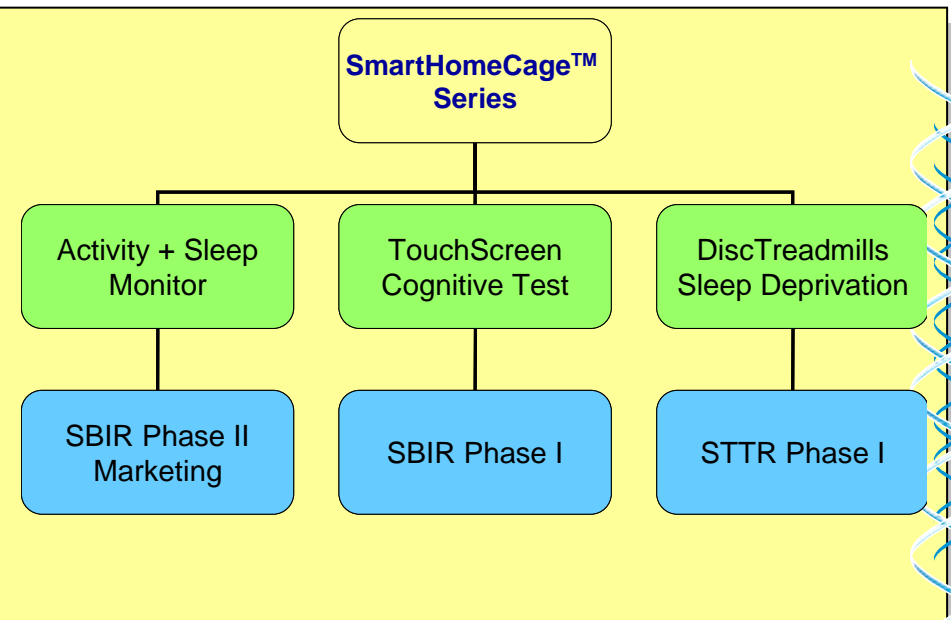 SmartHomeCage™
Series
Activity + Sleep
Monitor
TouchScreen
Cognitive Test
DiscTreadmills
Sleep Deprivation
SBIR Phase II
Marketing
SBIR Phase I
STTR Phase I